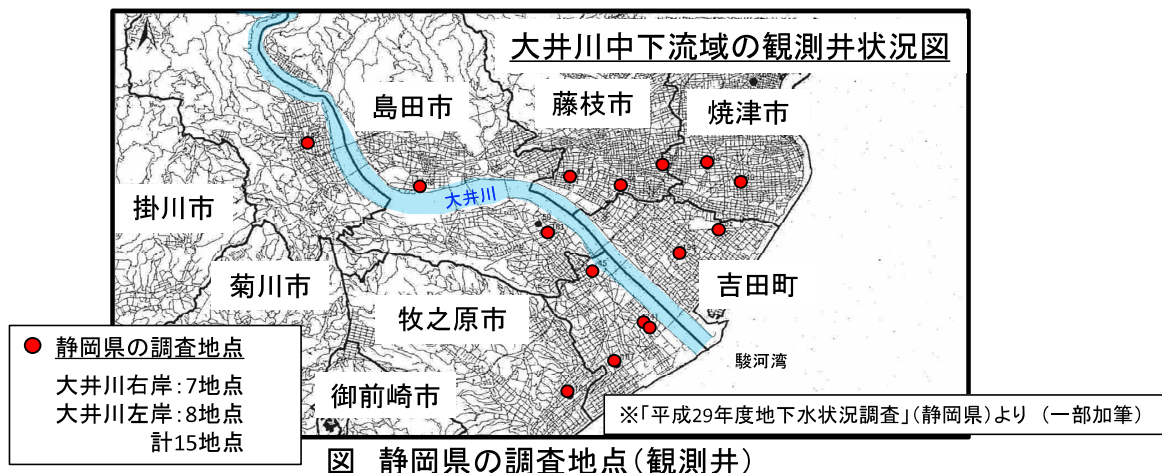 大井川中下流域の観測井状況図
島田市
藤枝市
焼津市
掛川市
大井川
菊川市
吉田町
牧之原市
御前崎市
駿河湾
静岡県の調査地点
大井川右岸:7地点
大井川左岸:8地点
計15地点
※「平成29年度地下水状況調査」(静岡県)より (一部加筆)
図 静岡県の調査地点(観測井)